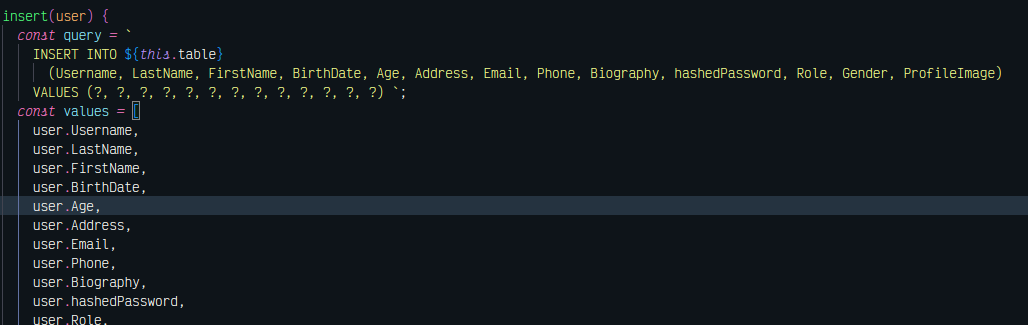 insert(user) {
const query = `
INSERT INTO ${this.table}
(Username, LastName, FirstName, BirthDate, Age, Address, Email, Phone, Biography, hashedPassword, Role, Gender, ProfileImage)
VALUES (?, ?, ?, ?, ?, ?, ?, ?, ?, ?, ?, ?, ?) `;
const values = [
user.Username,
user.LastName,
user.FirstName,
user.BirthDate,
user.Age,
user.Address,
user.Email,
user.Phone,
user.Biography,
user.hashedPassword,
user.Role,